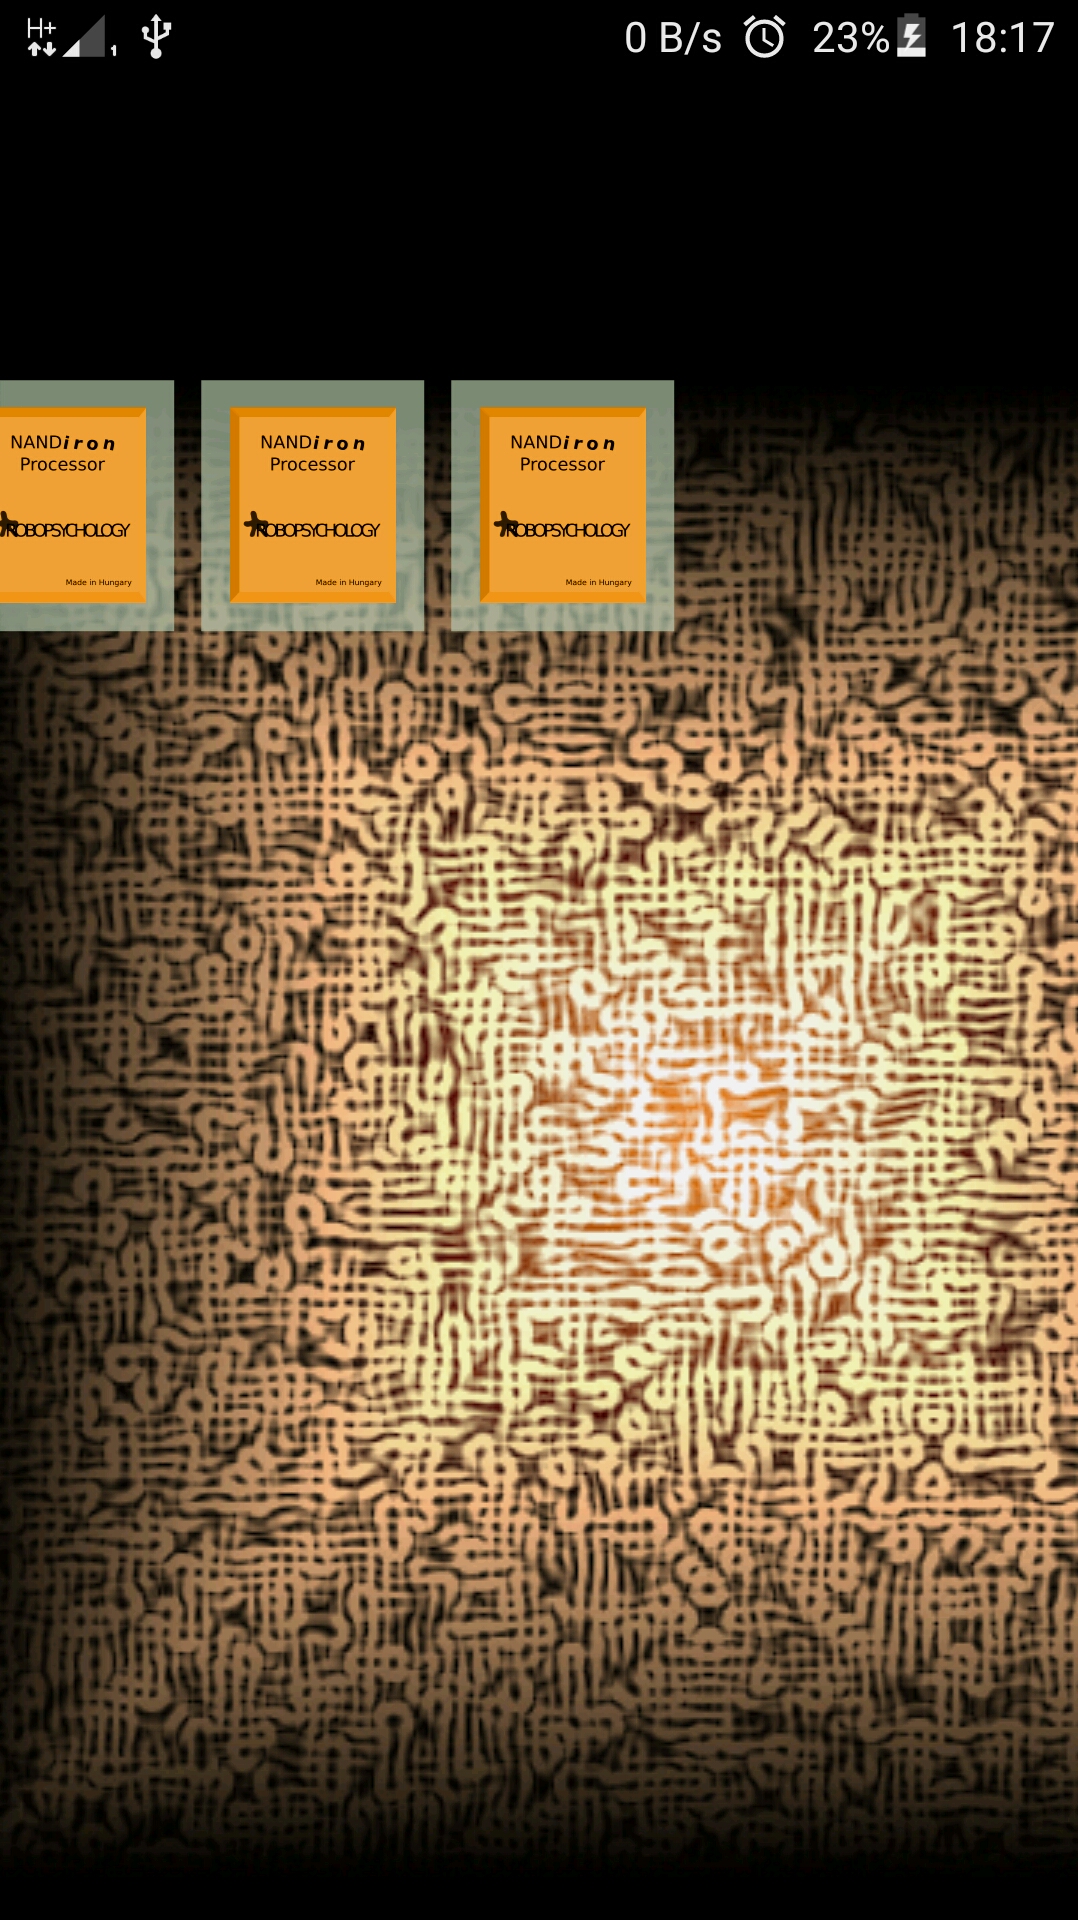 H+ 1 0 B/s 23% 18:17
NANDiron NANDiron NANDiron
Processor Processor Processor
ROBOPSYCHOLOGY ROBOPSYCHOLOGY ROBOPSYCHOLOGY
Made in Hungary Made in Hungary Made in Hungary